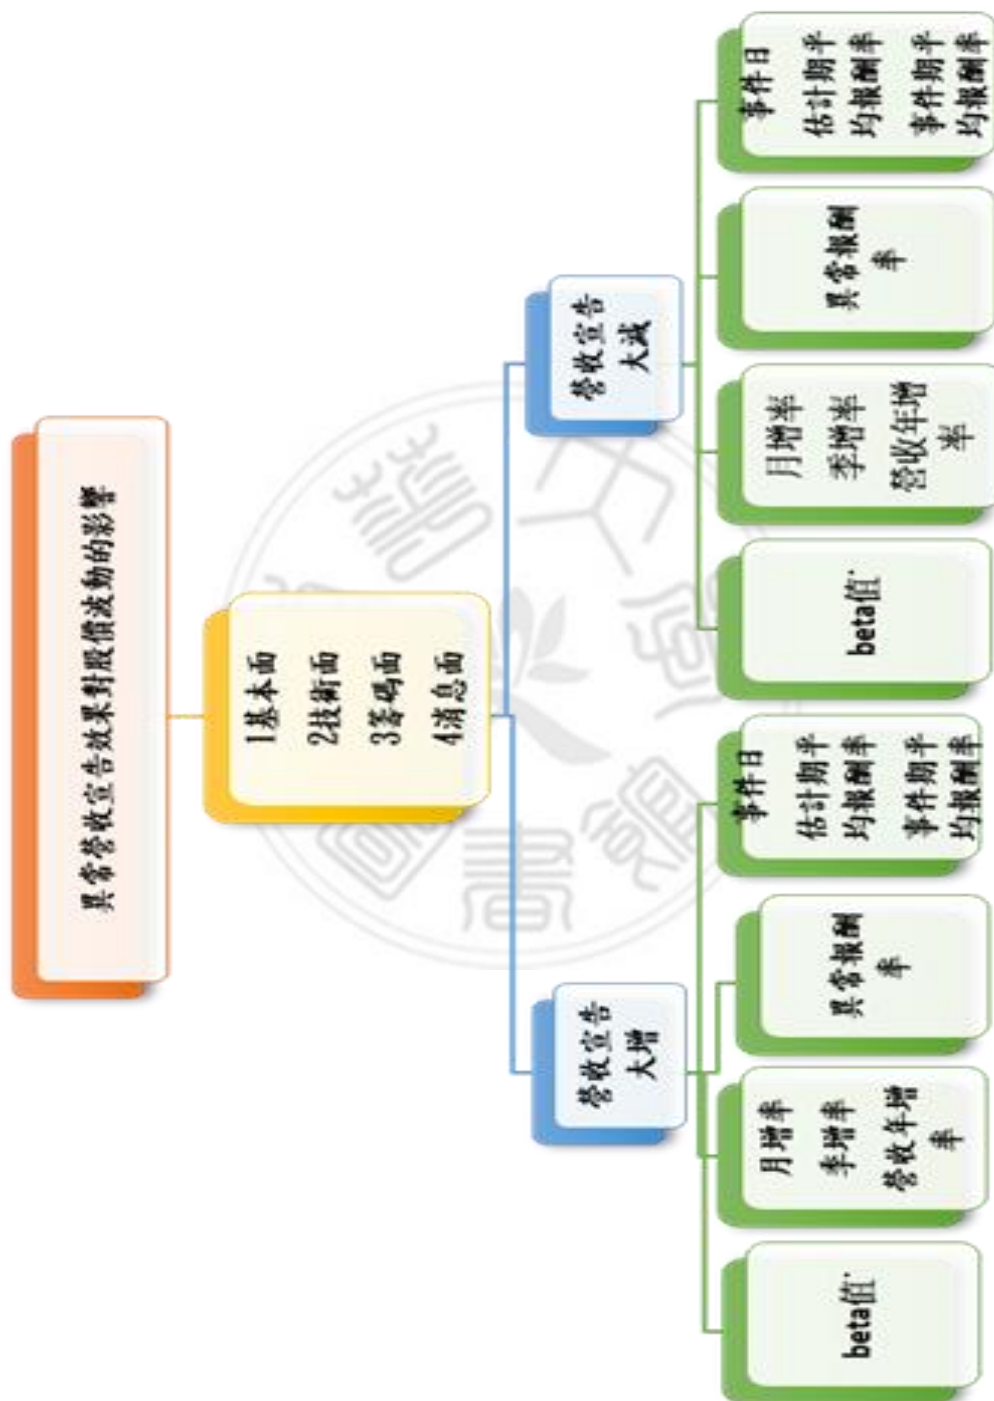 異常營收宣告效果對股價波動的影響
1基本面
2技術面
3籌碼面
4消息面
營收宣告
大增
營收宣告
大減
beta值
月增率
季增率
營收年增
率
異常報酬
率
事件日
估計期平
均報酬率
事件期平
均報酬率
beta值
月增率
季增率
營收年增
率
異常報酬
率
事件日
估計期平
均報酬率
事件期平
均報酬率